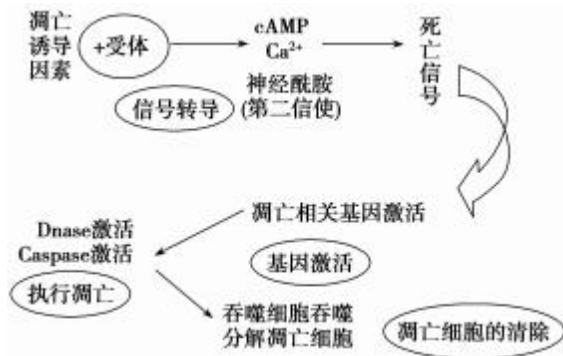 凋亡
诱导
因素
+受体
cAMP
Ca²⁺
神经酰胺
(第二信使)
信号转导
死亡信号
凋亡相关基因激活
基因激活
Dnase激活
Caspase激活
执行凋亡
吞噬细胞吞噬
分解凋亡细胞
凋亡细胞的清除